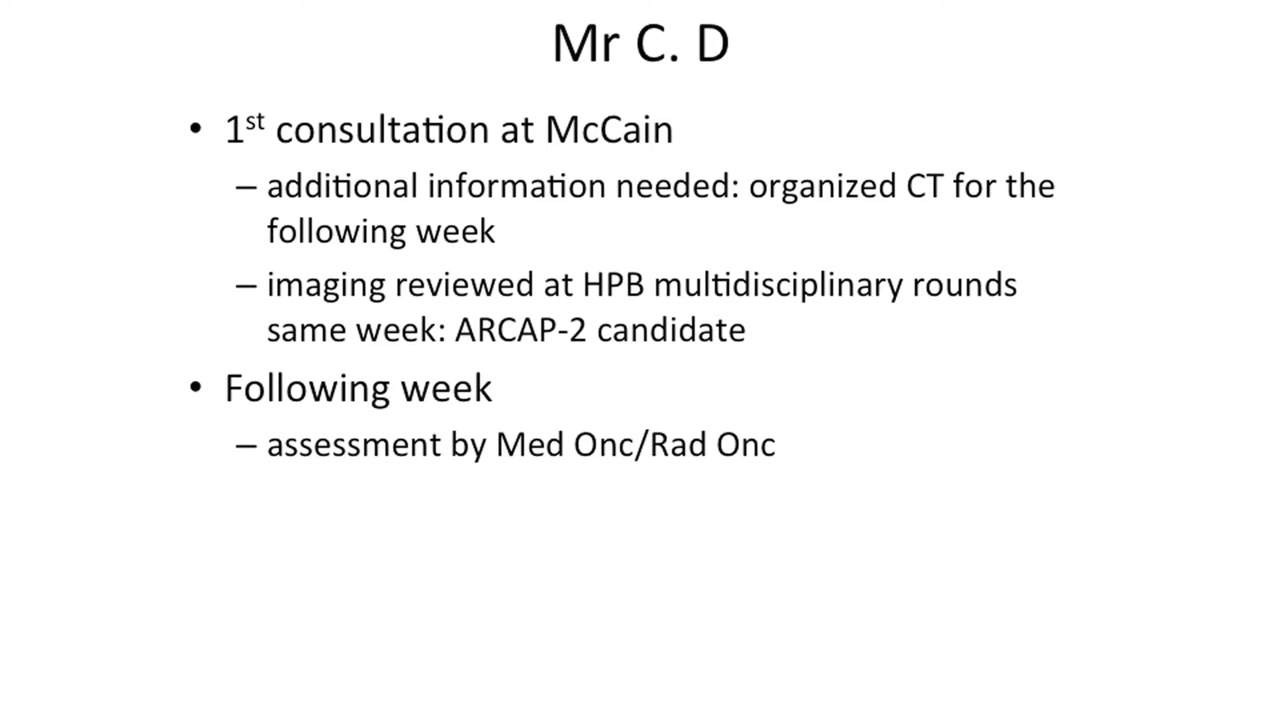 Mr C. D
• 1st consultation at McCain
– additional information needed: organized CT for the
following week
– imaging reviewed at HPB multidisciplinary rounds
same week: ARCAP-2 candidate
• Following week
– assessment by Med Onc/Rad Onc